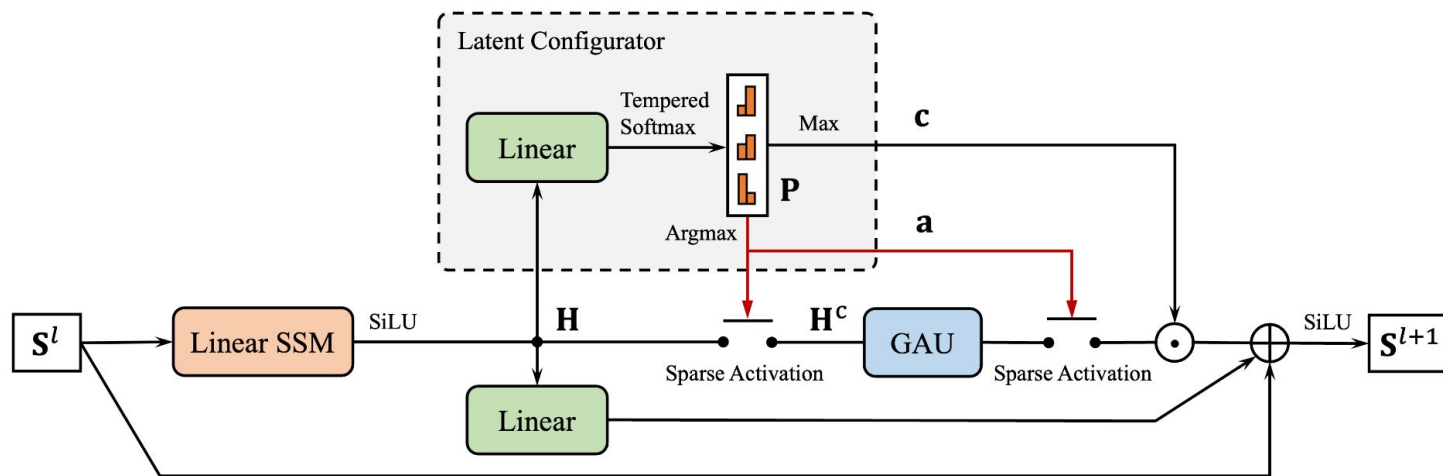 Latent Configurator
Tempered
Softmax
Max
c
Linear
P
Argmax
a
S^l
Linear SSM
SiLU
H
H^c
GAU
SiLU
S^{l+1}
Sparse Activation
Sparse Activation
Linear